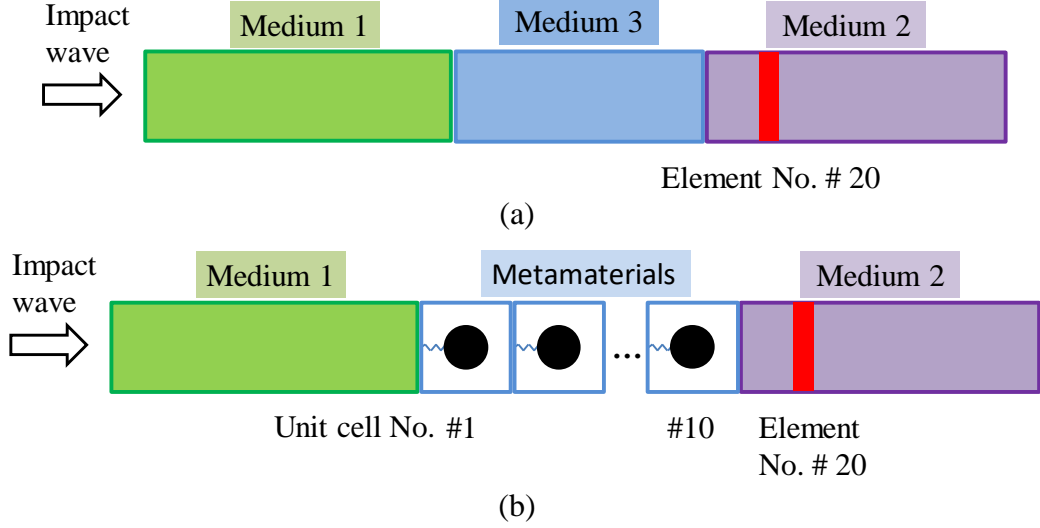 Impact
wave
Medium 1
Medium 3
Medium 2
Element No. # 20
(a)
Impact
wave
Medium 1
Metamaterials
Medium 2
...
Unit cell No. #1
#10
Element
No. # 20
(b)